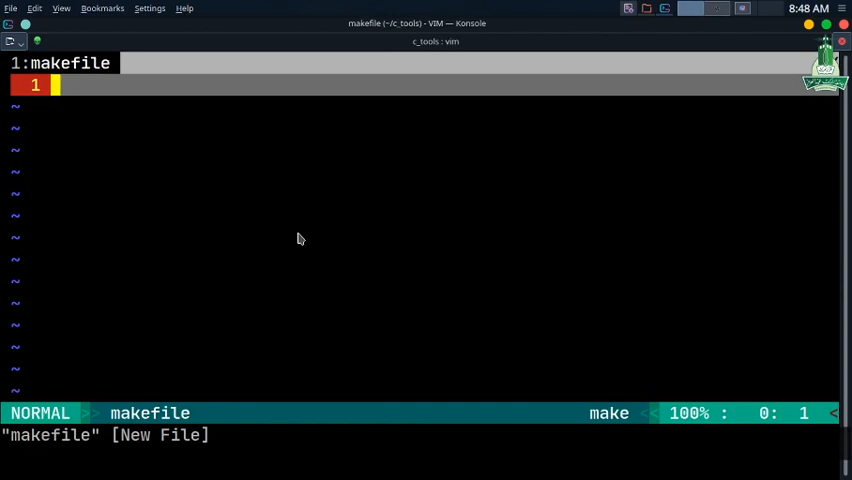 File Edit View Bookmarks Settings Help
makefile (~/c_tools) - VIM — Konsole
8:48 AM
c_tools : vim
1:makefile
1
~
~
~
~
~
~
~
~
~
~
~
~
~
~
NORMAL >> makefile make << 100% : 0: 1 <
"makefile" [New File]